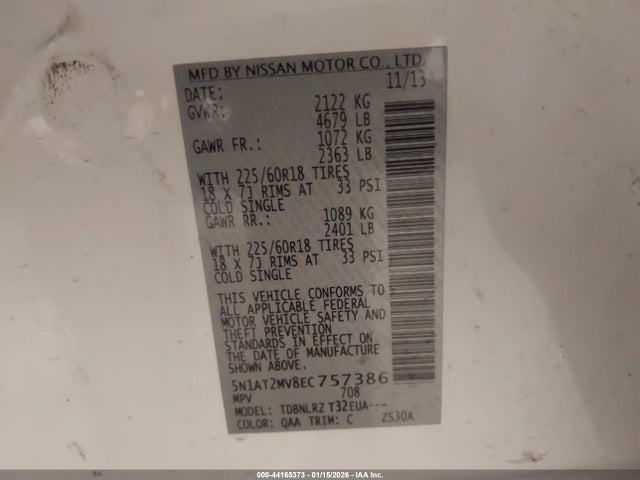 MFD BY NISSAN MOTOR CO., LTD.
DATE: 11/13
GVWR: 2122 KG
4679 LB
GAWR FR.: 1072 KG
2363 LB
WITH 225/60R18 TIRES
18 X 7J RIMS AT 33 PSI
COLD SINGLE
GAWR RR.: 1089 KG
2401 LB
WITH 225/60R18 TIRES
18 X 7J RIMS AT 33 PSI
COLD SINGLE
THIS VEHICLE CONFORMS TO
ALL APPLICABLE FEDERAL
MOTOR VEHICLE SAFETY AND
THEFT PREVENTION
STANDARDS IN EFFECT ON
THE DATE OF MANUFACTURE
SHOWN ABOVE.
5N1AT2MV8EC757386
MPV 708
MODEL: TDBNLRZ T32EUA---
COLOR: QAA TRIM: C ZS30A
000-44165373 - 01/15/2026 - IAA Inc.